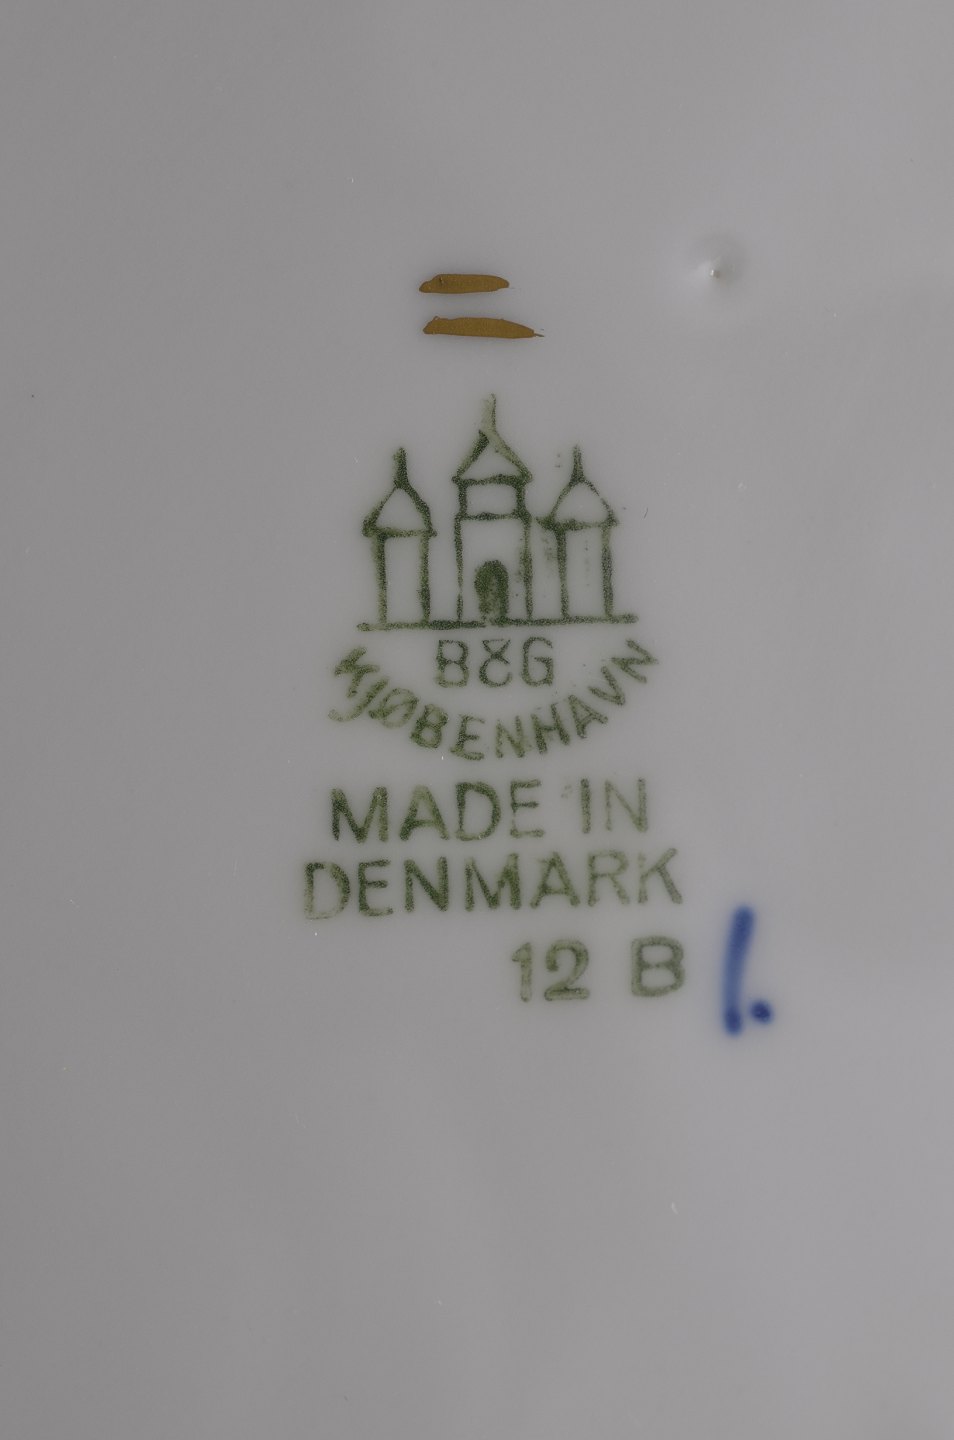 B&G
KJØBENHAVN
MADE IN
DENMARK
12 B